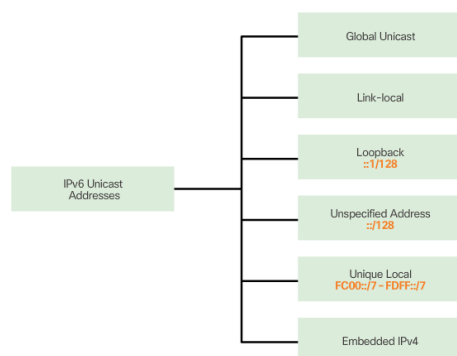 Global Unicast
Link-local
Loopback
::1/128
IPv6 Unicast
Addresses
Unspecified Address
::/128
Unique Local
FC00::/7 - FDFF::/7
Embedded IPv4